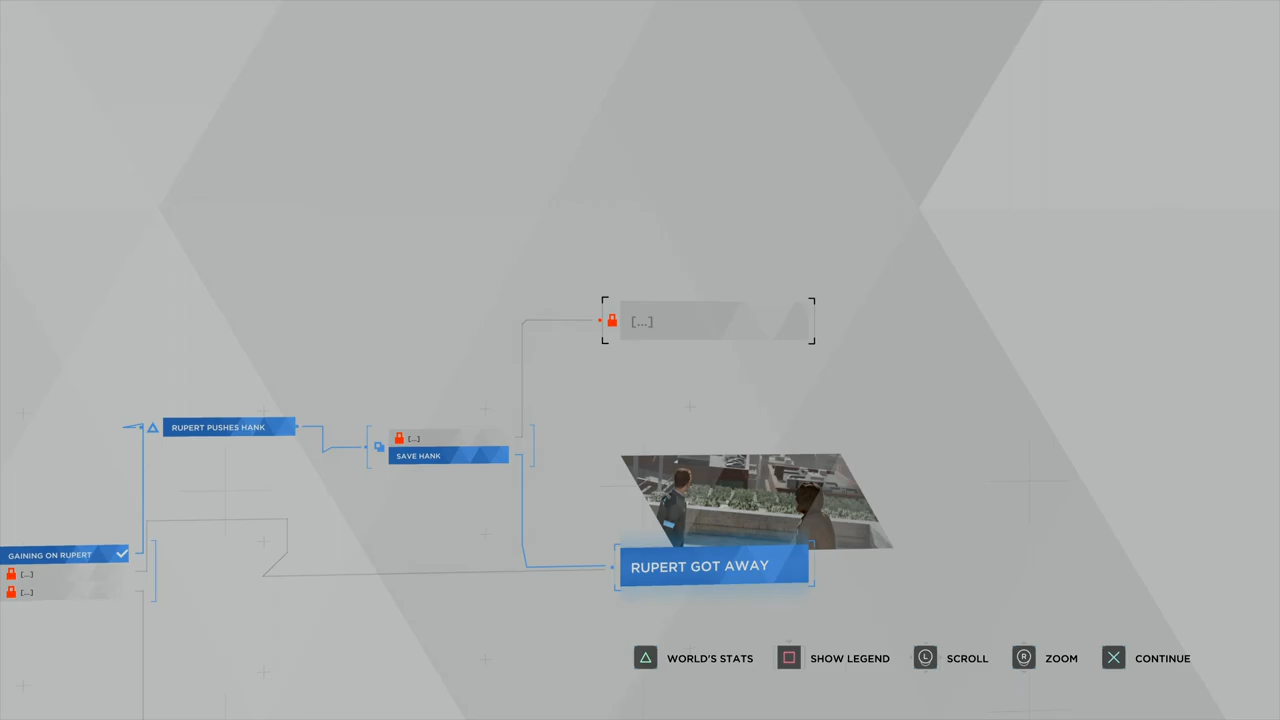 [...]
RUPERT PUSHES HANK
[...]
SAVE HANK
GAINING ON RUPERT
[...]
[...]
RUPERT GOT AWAY
WORLD'S STATS
SHOW LEGEND
L
SCROLL
R
ZOOM
CONTINUE